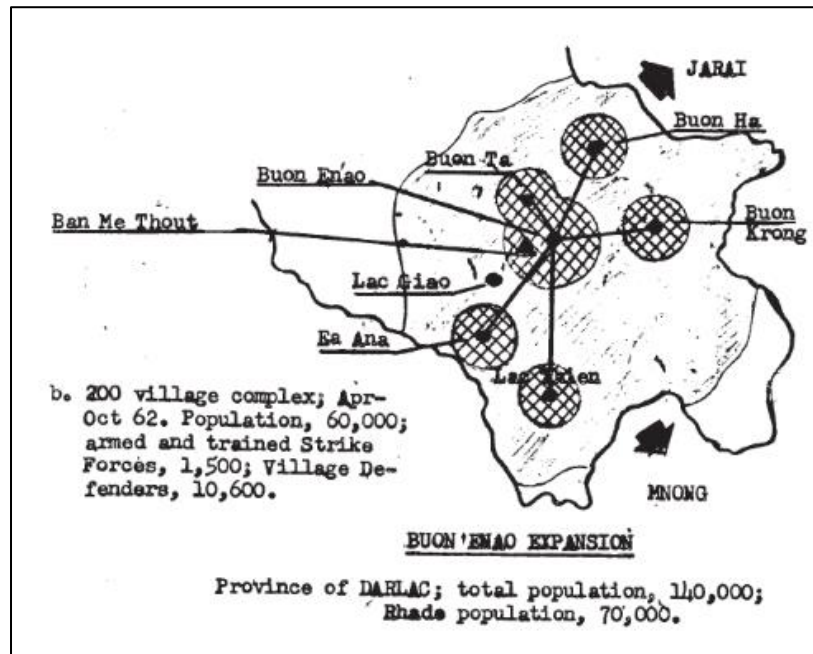 JARAI
Buon Ha
Buon Ta
Buon Enao
Buon
Krong
Ban Me Thout
Lac Giao
Ea Ana
Lac
b. 200 village complex; Apr-
Oct 62. Population, 60,000;
armed and trained Strike
Forces, 1,500; Village De-
fenders, 10,600.
MNONG
BUON'ENAO EXPANSION
Province of DARLAC; total population, 140,000;
Rhade population, 70,000.